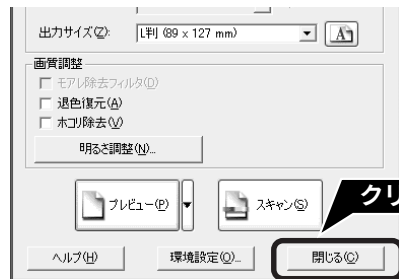 出力サイズ(Z): L判 (89 x 127 mm)
画質調整
モアレ除去フィルタ(D)
退色復元(A)
ホコリ除去(V)
明るさ調整(N)...
プレビュー(P) スキャン(S)
クリ
ヘルプ(H) 環境設定(O)... 閉じる(C)